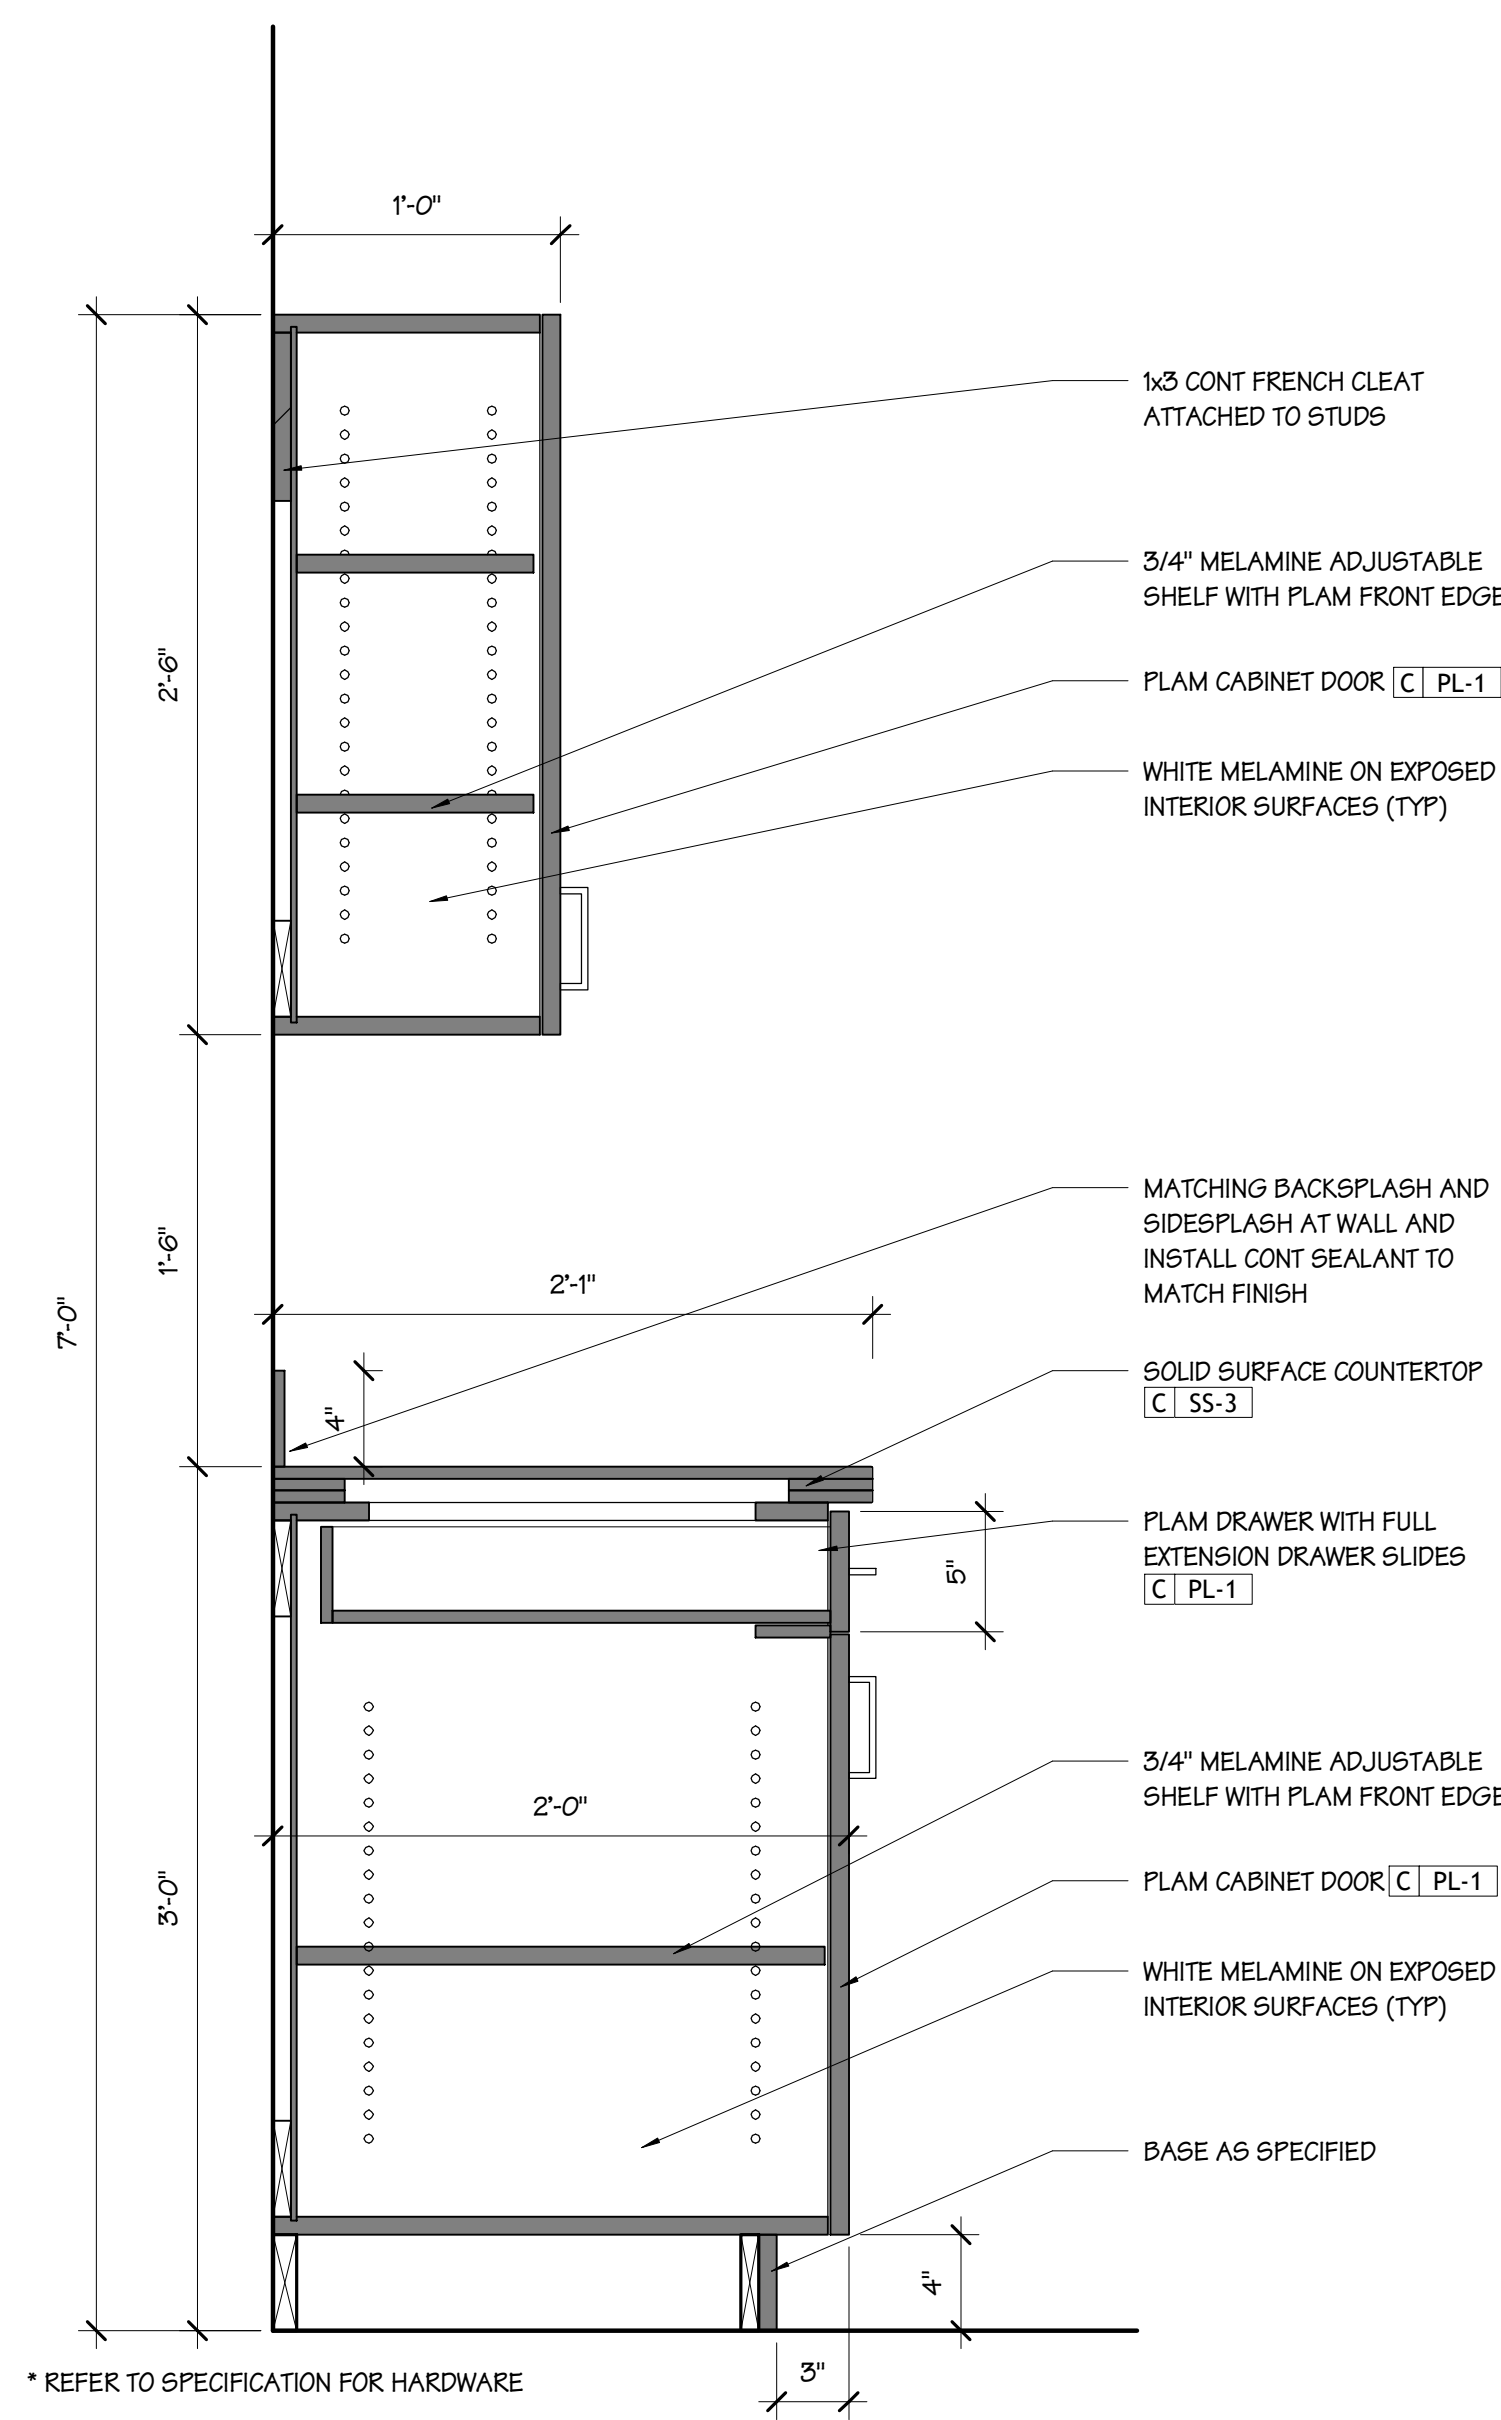 1'-0"
1x3 CONT FRENCH CLEAT
ATTACHED TO STUDS
3/4" MELAMINE ADJUSTABLE
SHELF WITH PLAM FRONT EDGE
2'-6"
PLAM CABINET DOOR C PL-1
WHITE MELAMINE ON EXPOSED
INTERIOR SURFACES (TYP)
MATCHING BACKSPLASH AND
SIDESPLASH AT WALL AND
INSTALL CONT SEALANT TO
MATCH FINISH
1'-6"
2'-1"
7'-0"
SOLID SURFACE COUNTERTOP
C SS-3
4"
PLAM DRAWER WITH FULL
EXTENSION DRAWER SLIDES
C PL-1
5"
3/4" MELAMINE ADJUSTABLE
SHELF WITH PLAM FRONT EDGE
2'-0"
3'-0"
PLAM CABINET DOOR C PL-1
WHITE MELAMINE ON EXPOSED
INTERIOR SURFACES (TYP)
BASE AS SPECIFIED
4"
3"
* REFER TO SPECIFICATION FOR HARDWARE